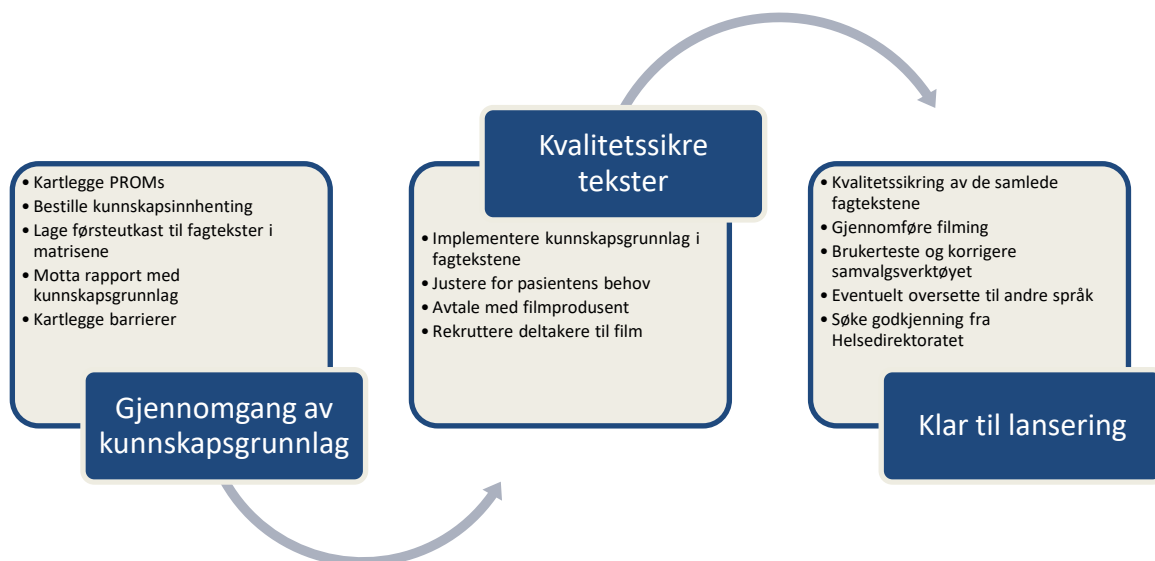 • Kartlegge PROMs
• Bestille kunnskapsinnhenting
• Lage førsteutkast til fagtekster i
matrisene
• Motta rapport med
kunnskapsgrunnlag
• Kartlegge barrierer
Gjennomgang av
kunnskapsgrunnlag
Kvalitetssikre
tekster
• Implementere kunnskapsgrunnlag i
fagtekstene
• Justere for pasientens behov
• Avtale med filmprodusent
• Rekruttere deltakere til film
• Kvalitetssikring av de samlede
fagtekstene
• Gjennomføre filming
• Brukerteste og korrigere
samvalgsverktøyet
• Eventuelt oversette til andre språk
• Søke godkjenning fra
Helsedirektoratet
Klar til lansering